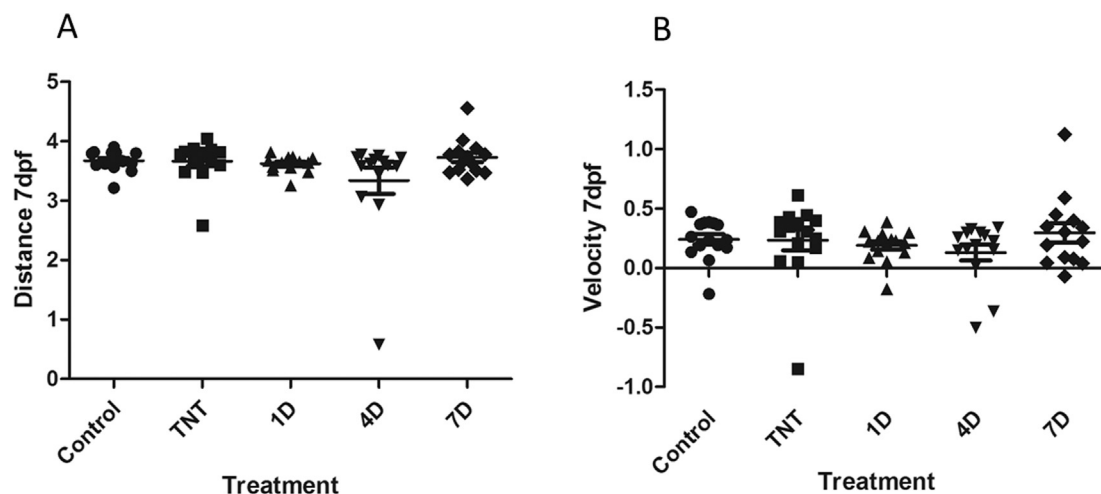 A
Distance 7dpf
5
4
3
2
1
0
Control
TNT
1D
4D
7D
Treatment
B
Velocity 7dpf
1.5
1.0
0.5
0.0
-0.5
-1.0
Control
TNT
1D
4D
7D
Treatment